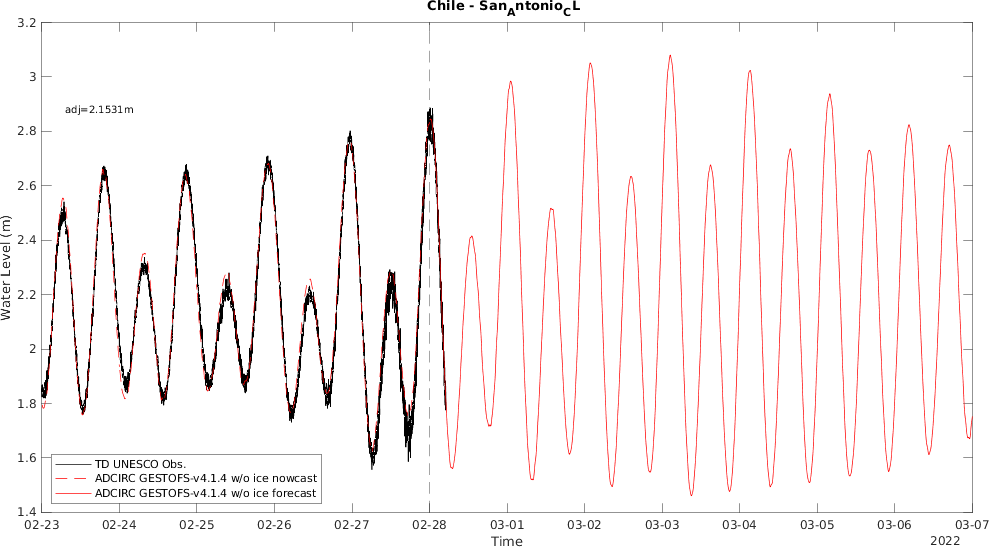 Chile - SanAntonioCL
3.2
3
2.8
2.6
2.4
2.2
2
1.8
1.6
1.4
Water Level (m)
adj=2.1531m
TD UNESCO Obs.
ADCIRC GESTOFS-v4.1.4 w/o ice nowcast
ADCIRC GESTOFS-v4.1.4 w/o ice forecast
02-23 02-24 02-25 02-26 02-27 02-28 03-01 03-02 03-03 03-04 03-05 03-06 03-07
Time
2022